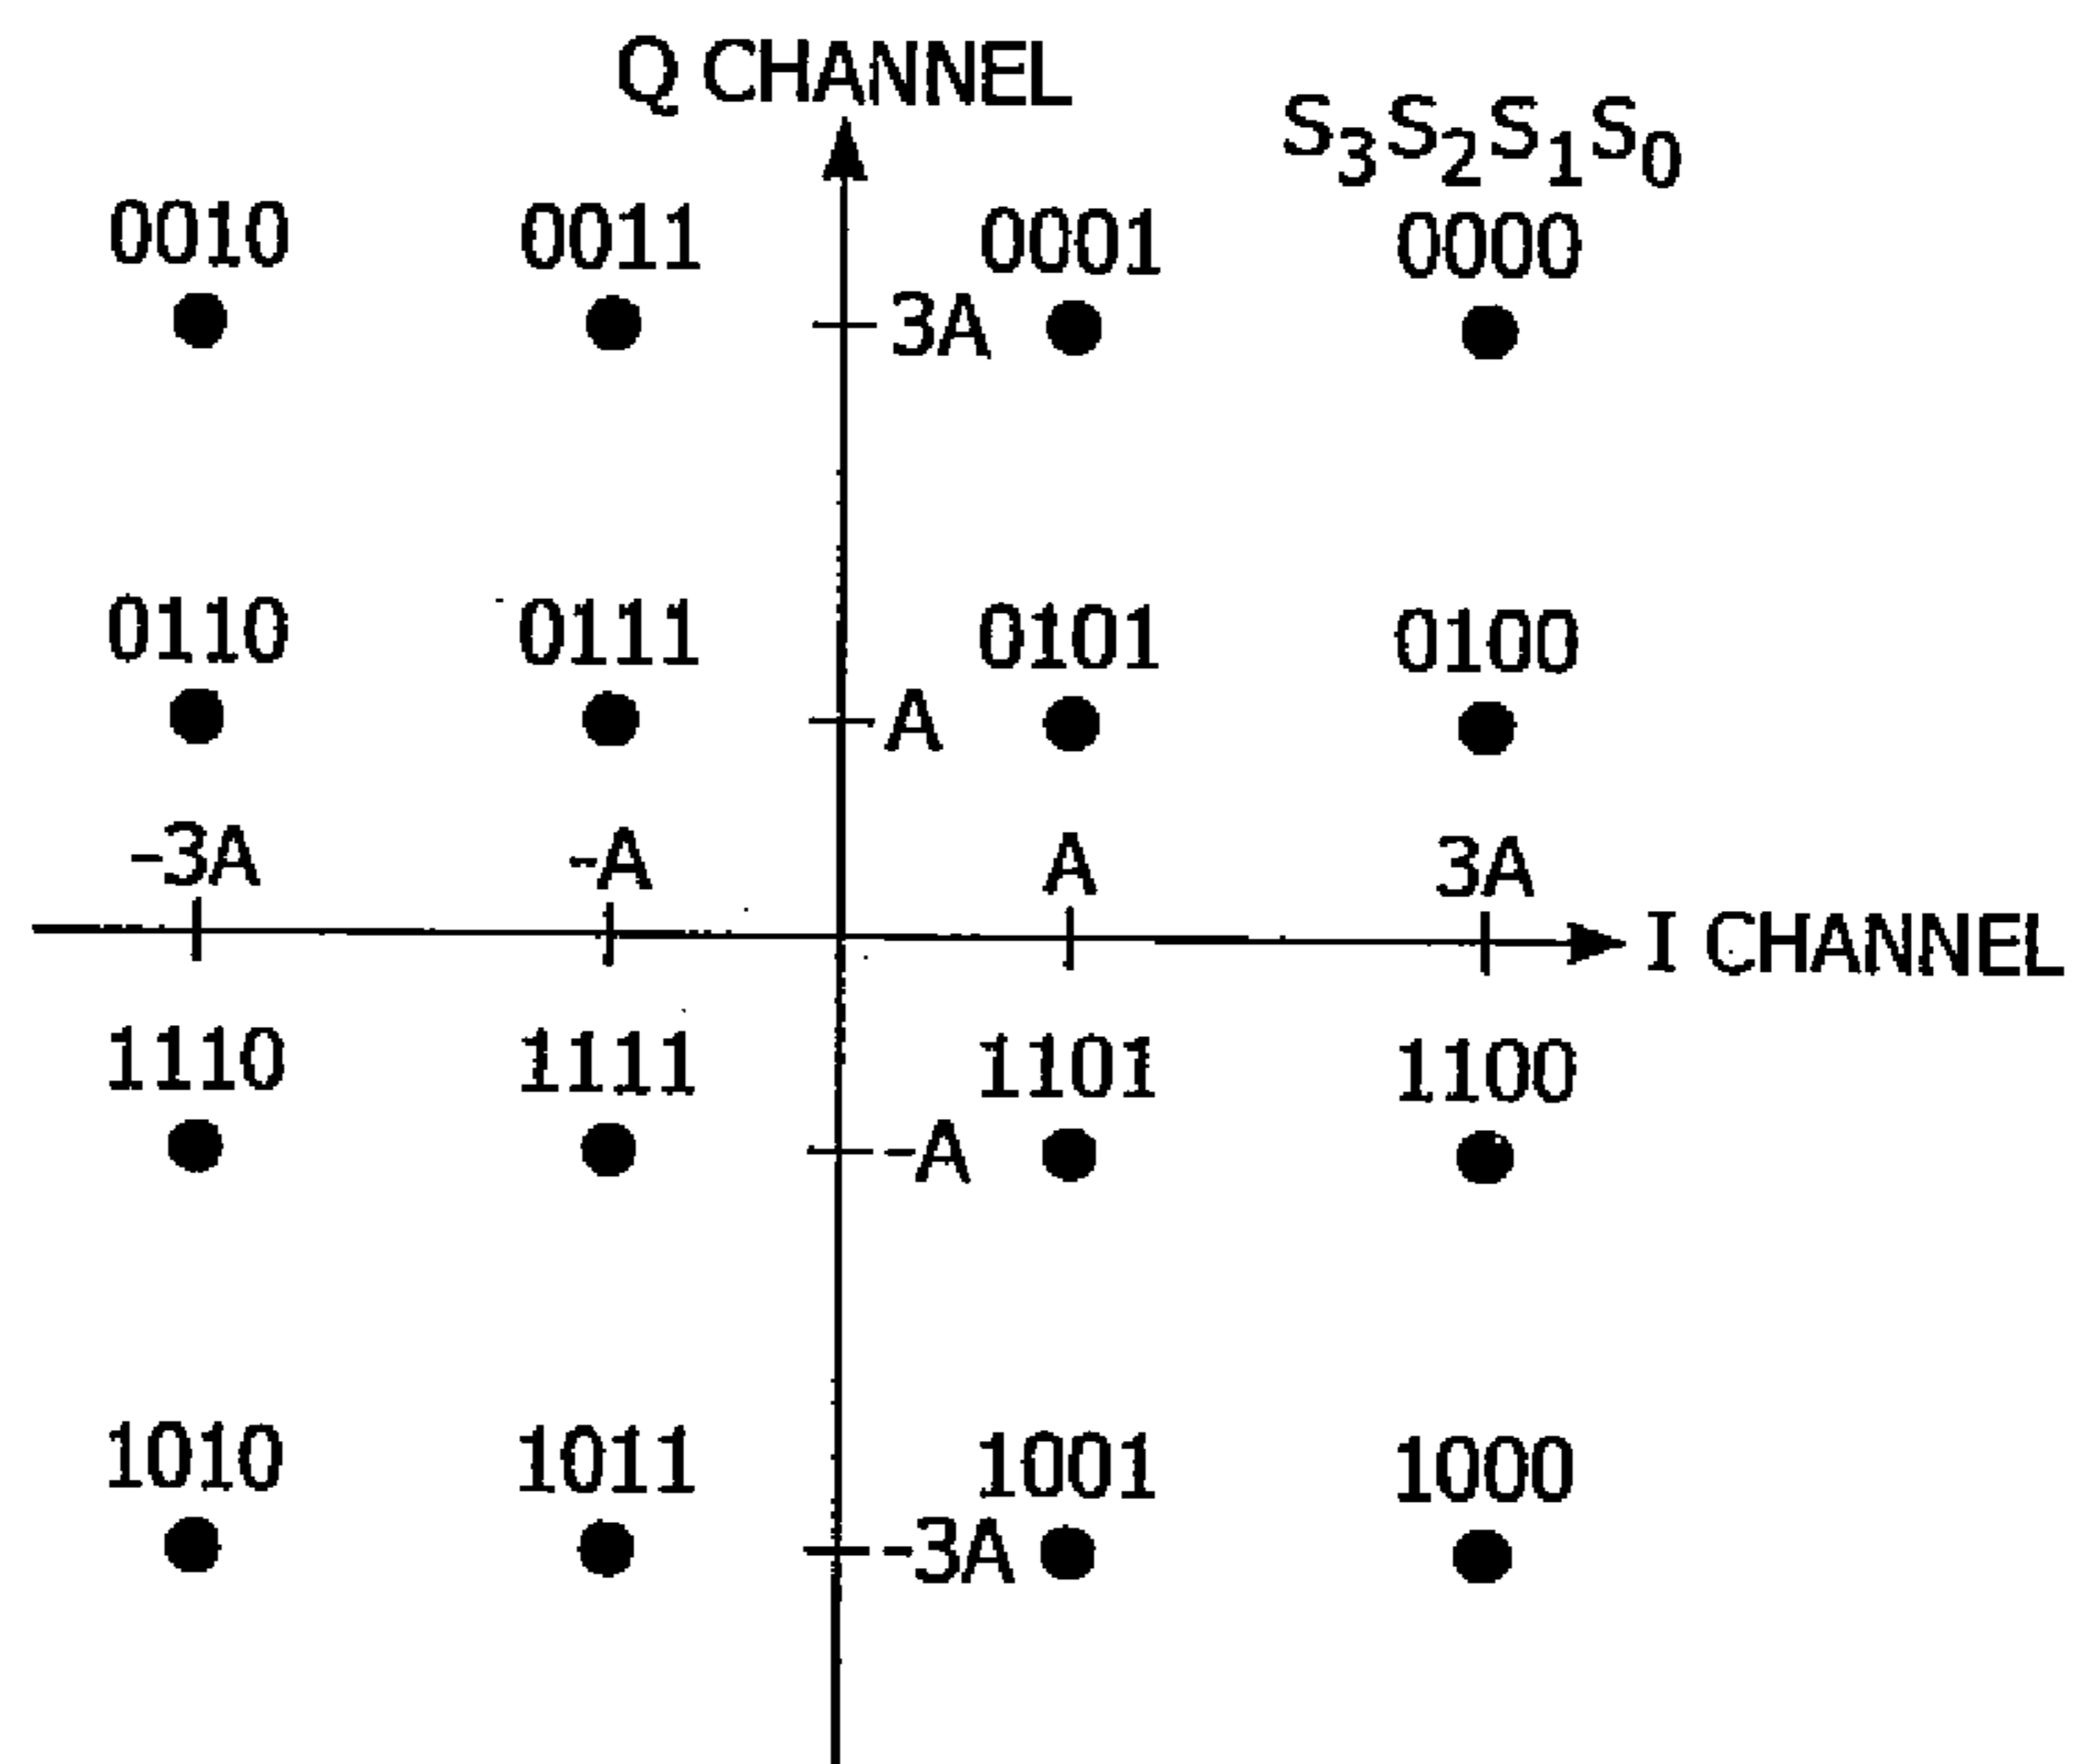 Q CHANNEL
S3S2S1S0
0010 0011 0001 0000
3A
0110 0111 0101 0100
A
-3A -A A 3A
I CHANNEL
1110 1111 1101 1100
-A
1010 1011 1001 1000
-3A